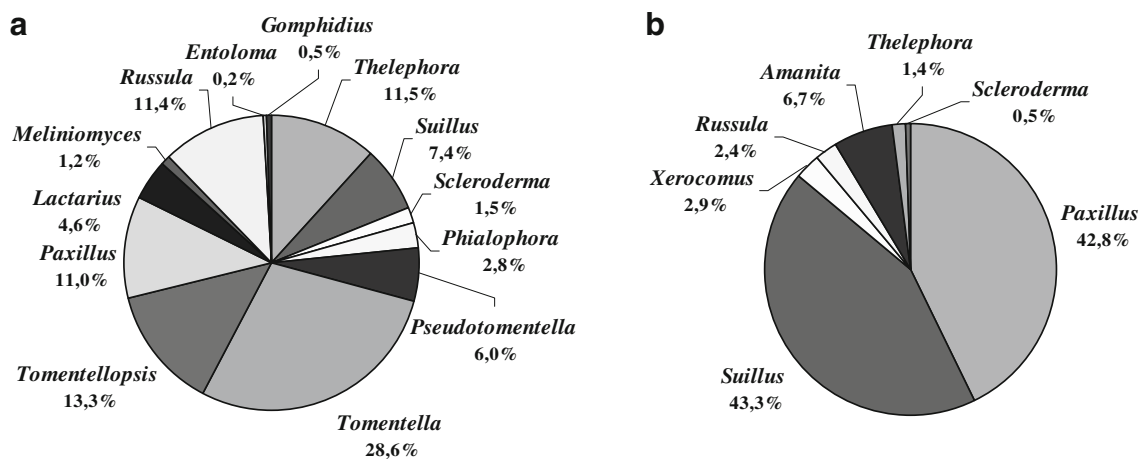 a
Gomphidius
0,5%
Entoloma
0,2%
Thelephora
11,5%
Russula
11,4%
Suillus
7,4%
Meliniomyces
1,2%
Scleroderma
1,5%
Lactarius
4,6%
Phialophora
2,8%
Paxillus
11,0%
Pseudotomentella
6,0%
Tomentellopsis
13,3%
Tomentella
28,6%
b
Thelephora
1,4%
Amanita
6,7%
Scleroderma
0,5%
Russula
2,4%
Xerocomus
2,9%
Paxillus
42,8%
Suillus
43,3%